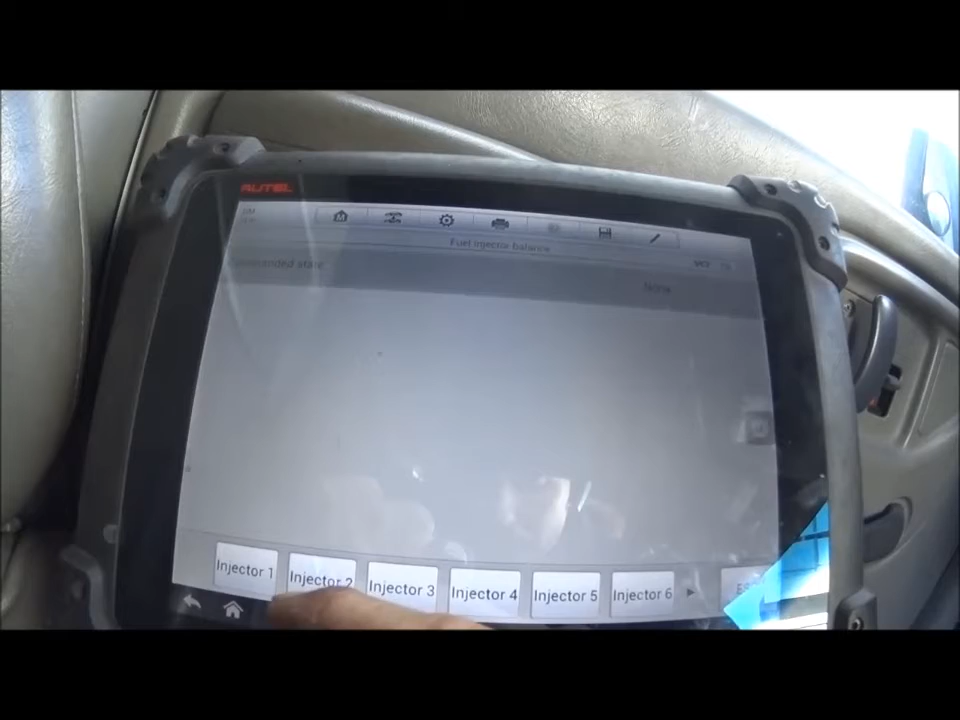 AUTEL
Fuel injector balance
Commanded state
None
Injector 1
Injector 2
Injector 3
Injector 4
Injector 5
Injector 6